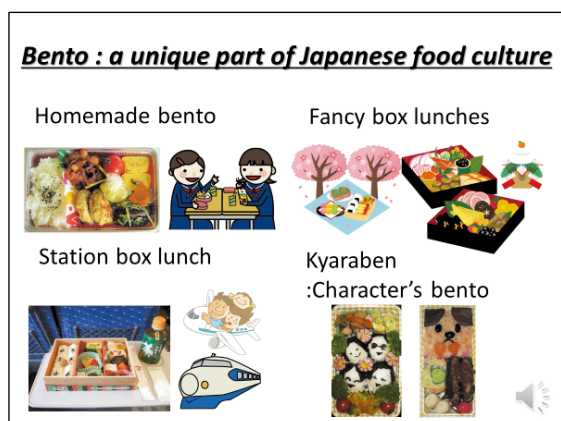 Bento : a unique part of Japanese food culture
Homemade bento
Fancy box lunches
Station box lunch
Kyaraben
:Character's bento